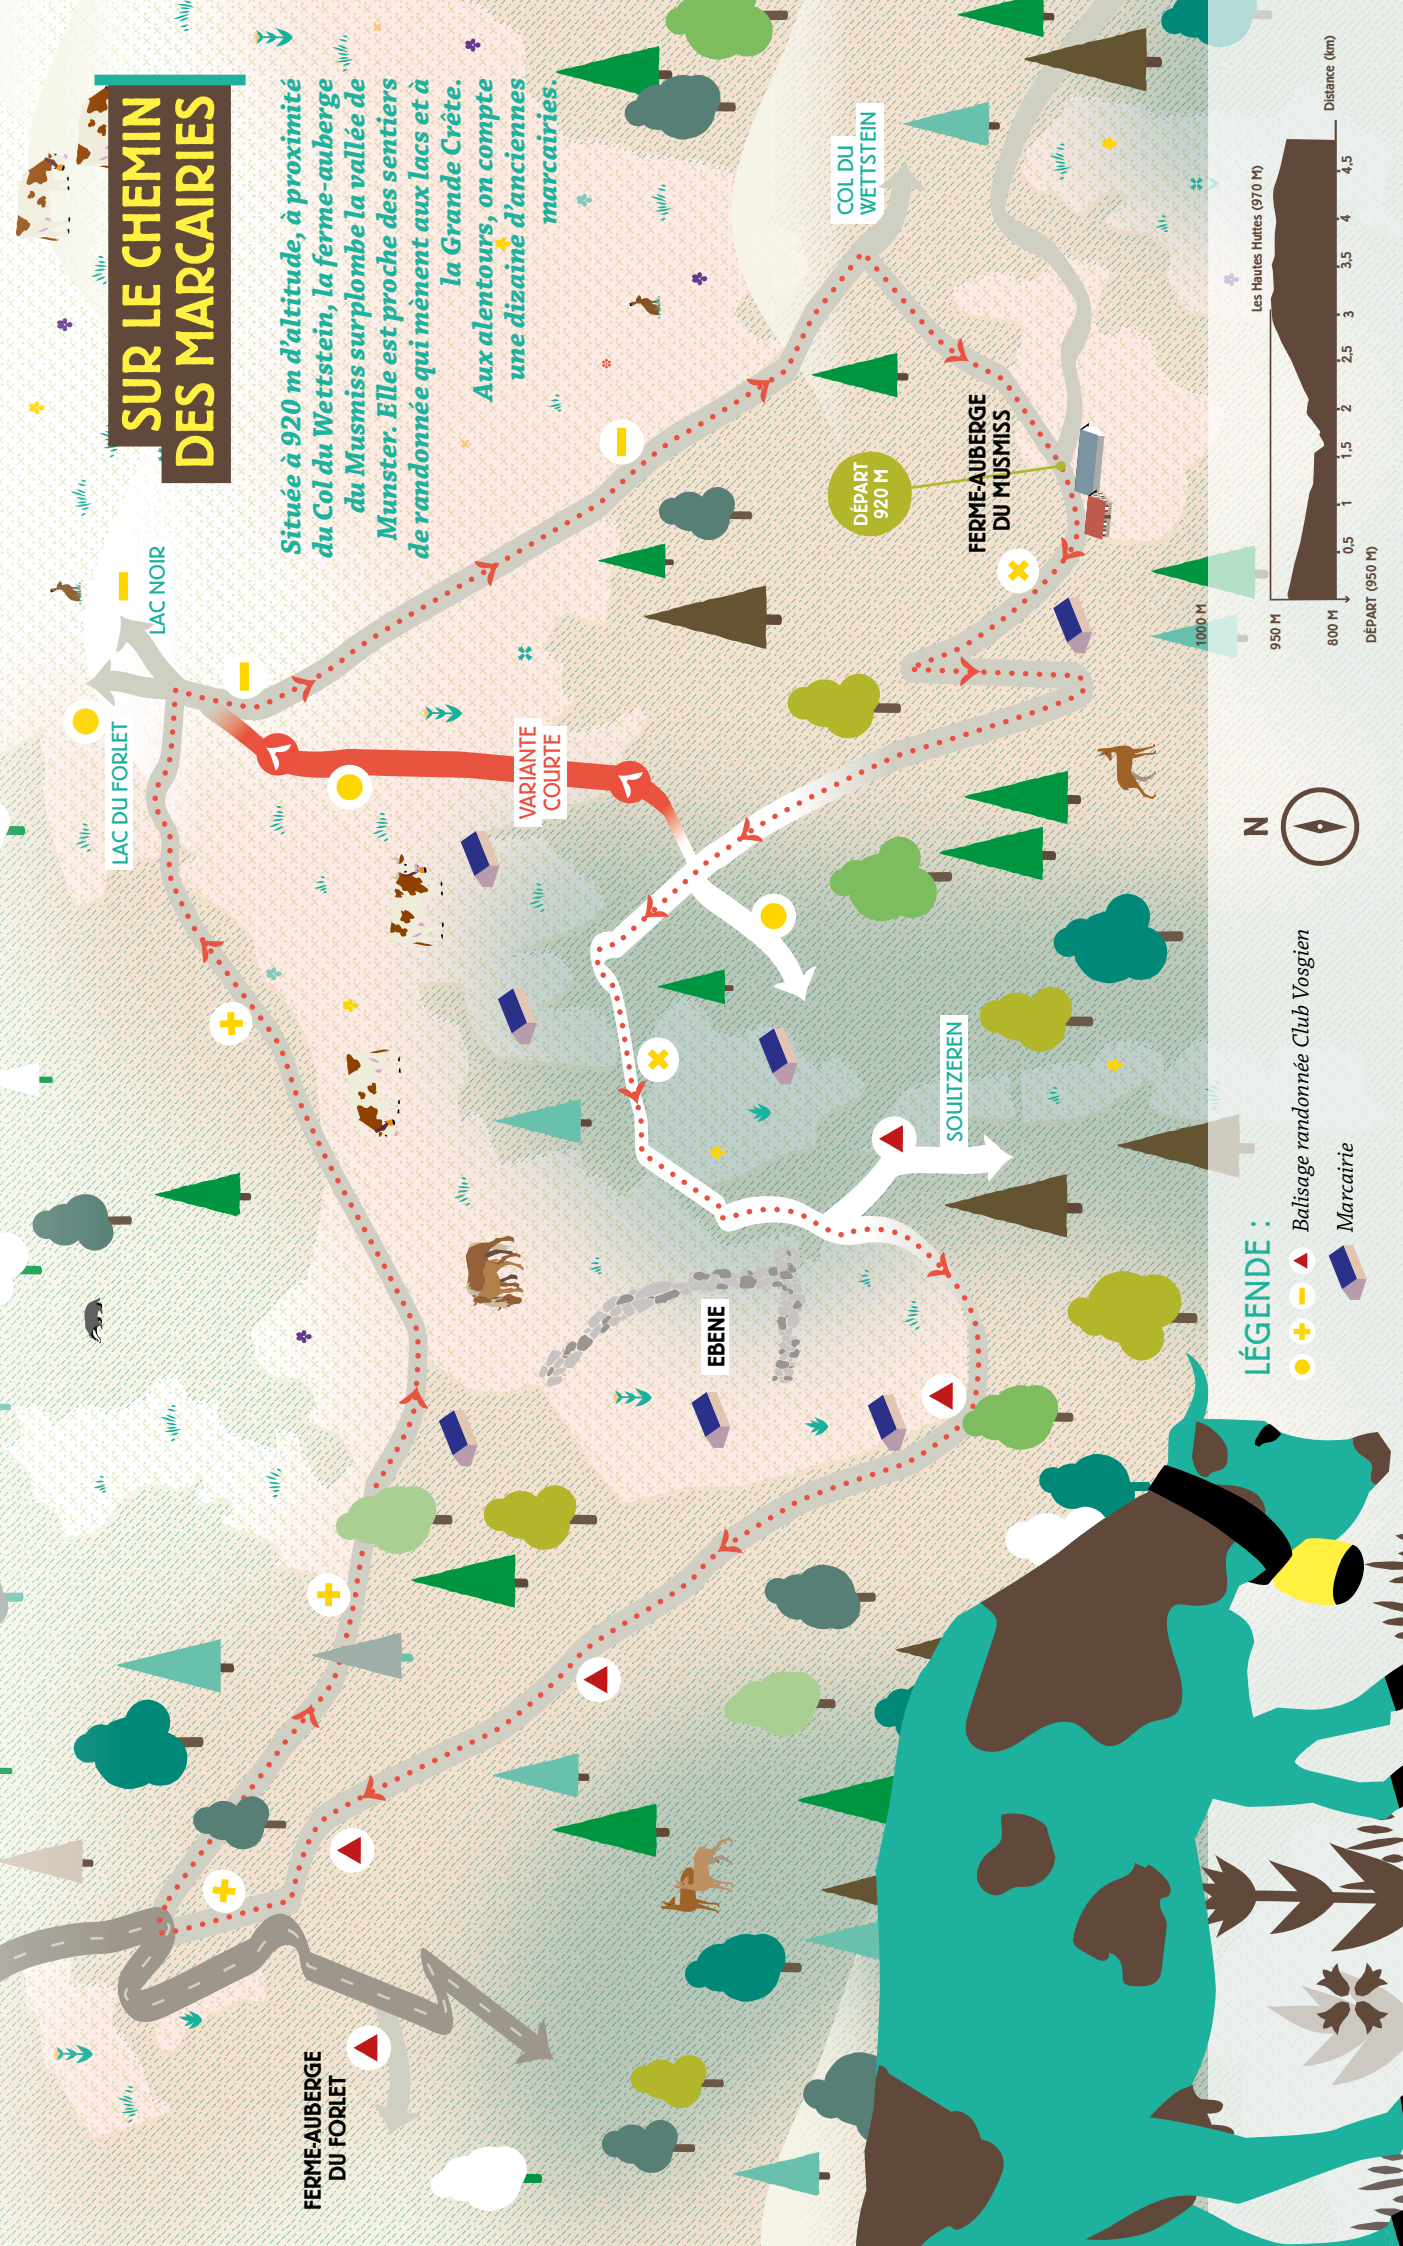 SUR LE CHEMIN
DES MARCAIRIES
Située à 920 m d'altitude, à proximité
du Col du Wettstein, la ferme-auberge
du Musmiss surplombe la vallée de
Munster. Elle est proche des sentiers
de randonnée qui mènent aux lacs et à
la Grande Crête.
Aux alentours, on compte
une dizaine d'anciennes
marcairies.
LAC NOIR
LAC DU FORLET
VARIANTE
COURTE
COL DU
WETTSTEIN
DÉPART
920 M
FERME-AUBERGE
DU MUSMISS
EBENE
SOULTZEREN
FERME-AUBERGE
DU FORLET
LÉGENDE :
Balisage randonnée Club Vosgien
Marcairie
N
1000 M
950 M
800 M
DÉPART (950 M)
Les Hautes Huttes (970 M)
0,5
1
1,5
2
2,5
3
3,5
4
4,5
Distance (km)